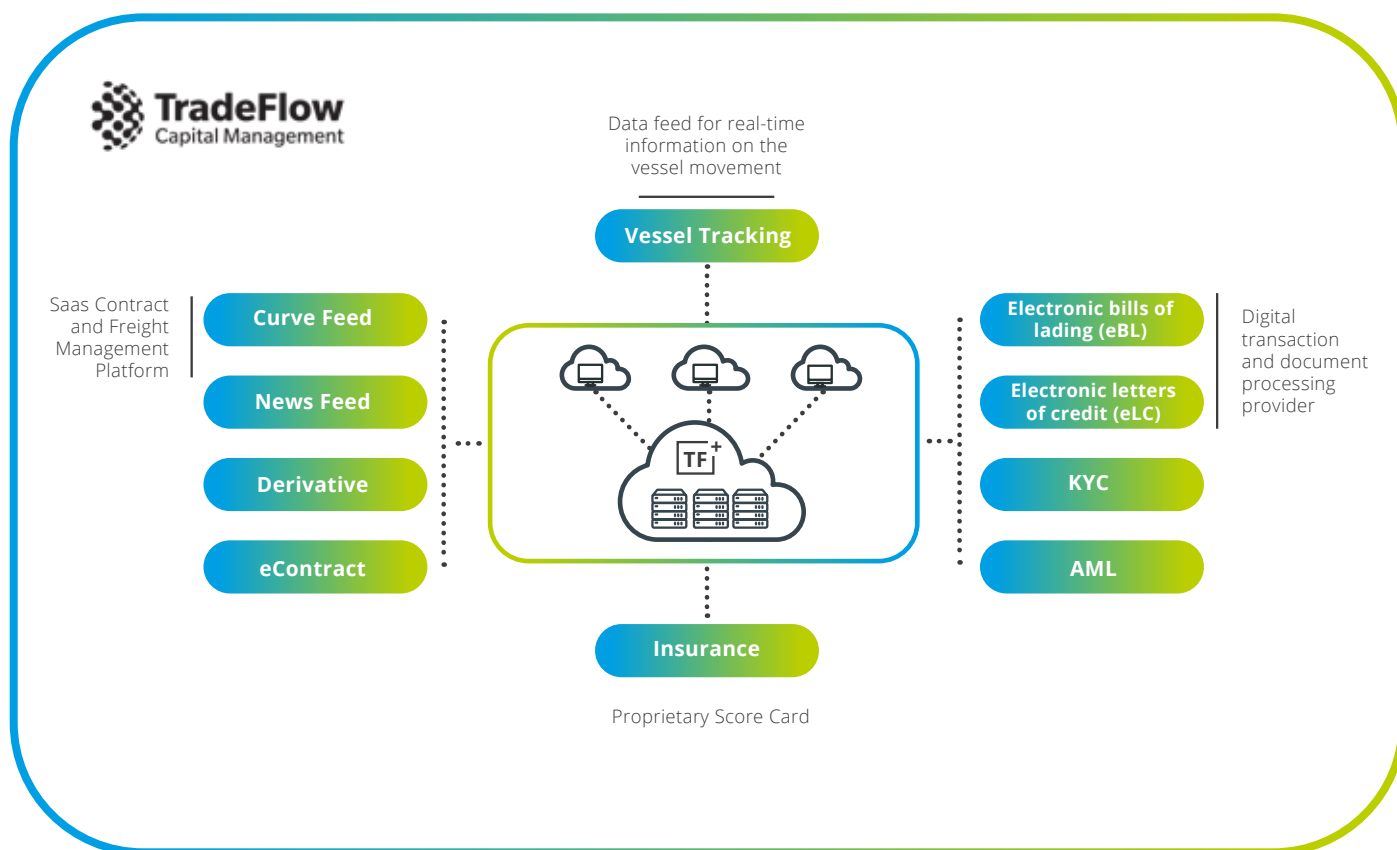 TradeFlow
Capital Management
Data feed for real-time
information on the
vessel movement
Vessel Tracking
Saas Contract
and Freight
Management
Platform
Curve Feed
News Feed
Derivative
eContract
TF+
Electronic bills of
lading (eBL)
Electronic letters
of credit (eLC)
KYC
AML
Digital
transaction
and document
processing
provider
Insurance
Proprietary Score Card